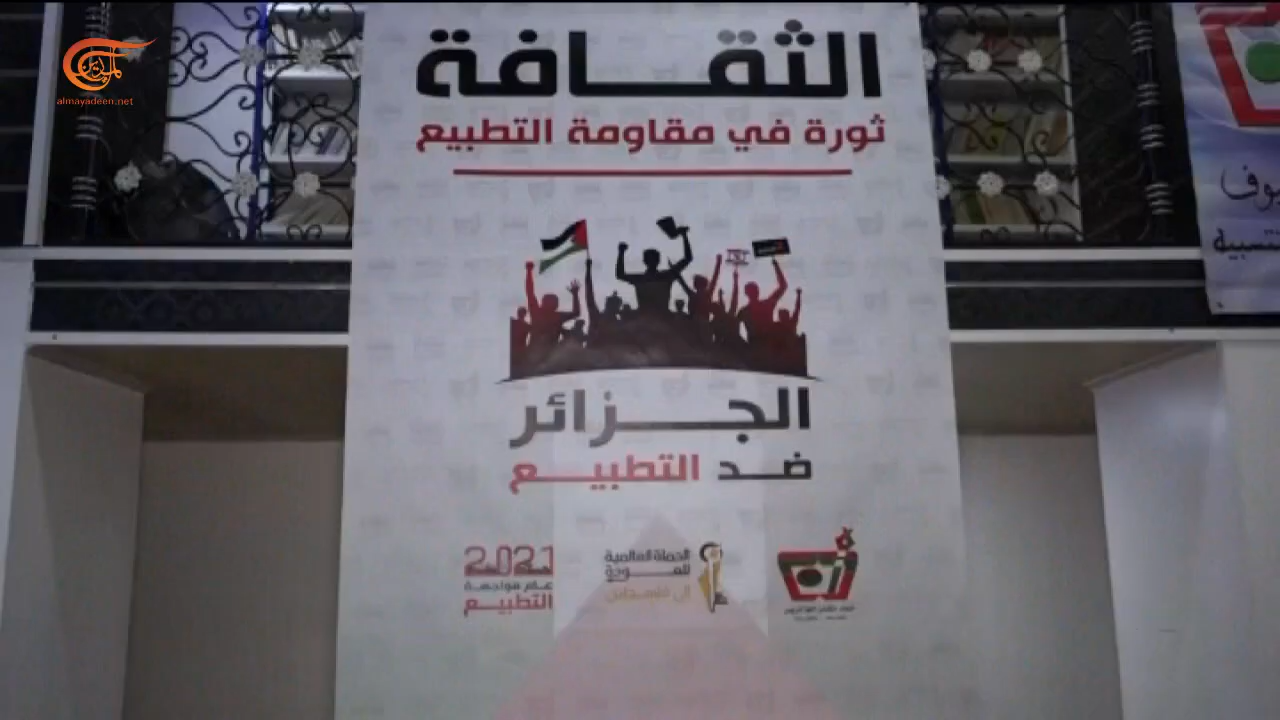 الميادين
almayadeen.net
الثقافة
ثورة في مقاومة التطبيع
الجزائر
ضد التطبيع
2021
عام مواجهة
التطبيع
الحملة العالمية
للعودة
إلى فلسطين